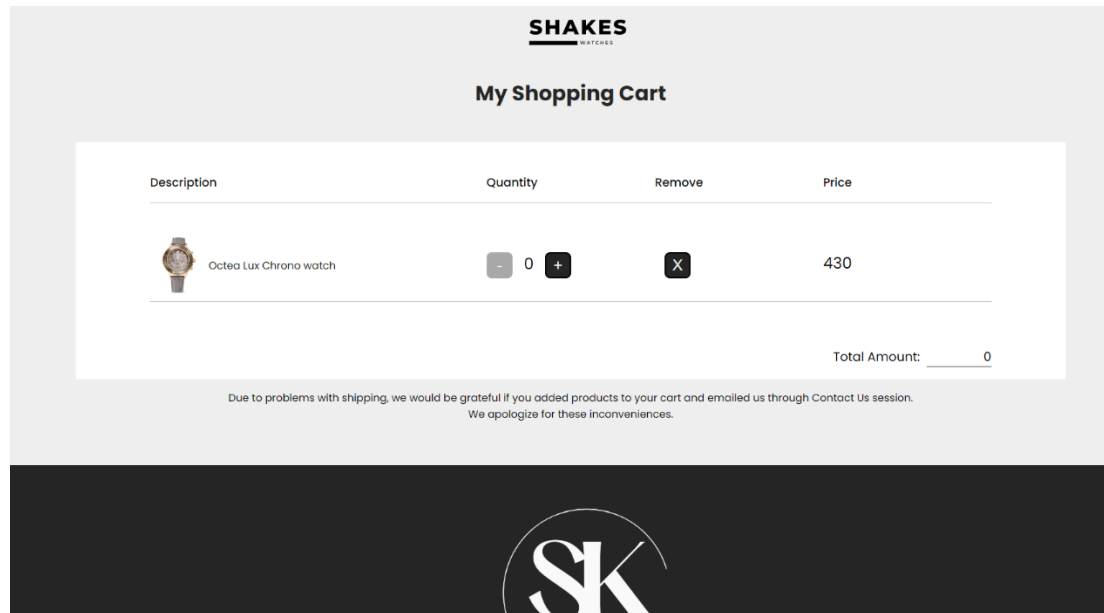 SHAKES
WATCHES
My Shopping Cart
Description Quantity Remove Price
Octea Lux Chrono watch - 0 + X 430
Total Amount: 0
Due to problems with shipping, we would be grateful if you added products to your cart and emailed us through Contact Us session.
We apologize for these inconveniences.
SK